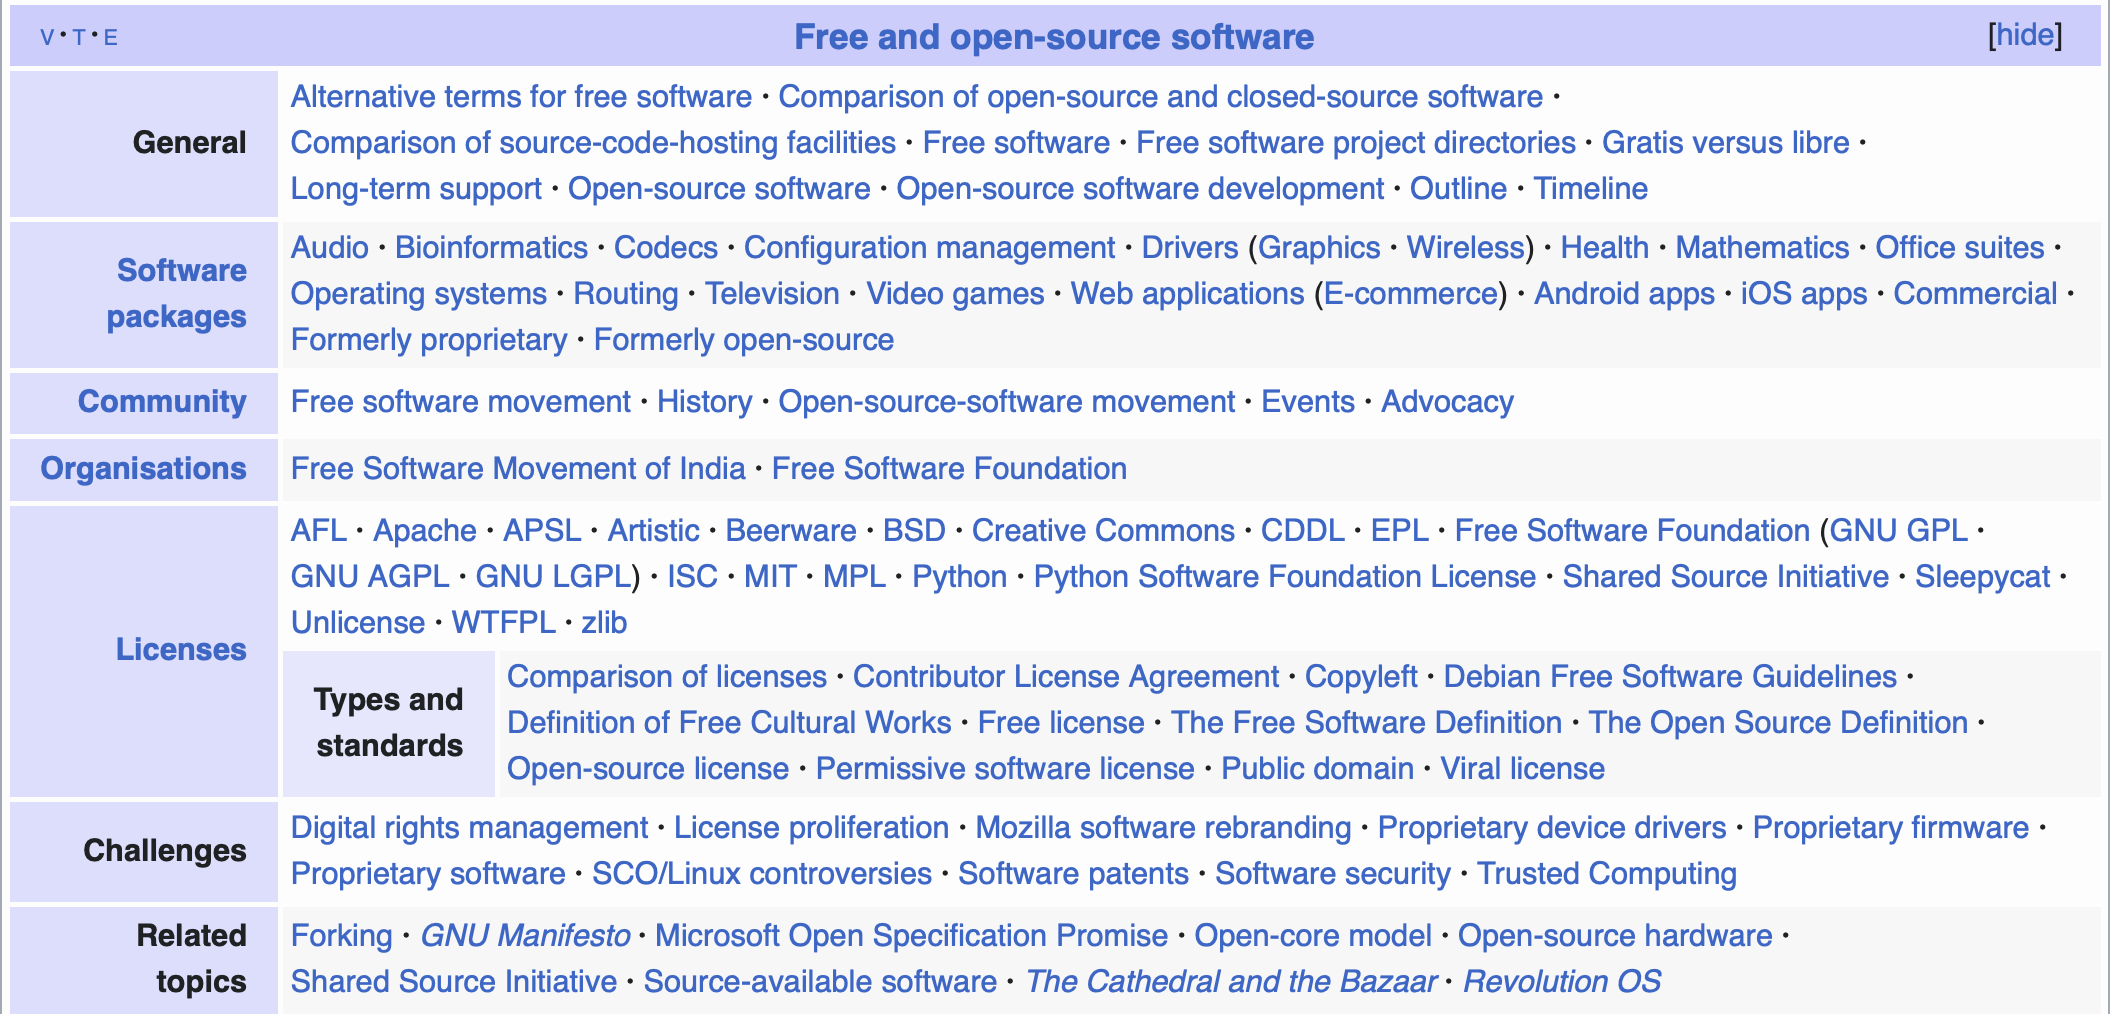 V · T · E Free and open-source software [hide]
General
Alternative terms for free software · Comparison of open-source and closed-source software ·
Comparison of source-code-hosting facilities · Free software · Free software project directories · Gratis versus libre ·
Long-term support · Open-source software · Open-source software development · Outline · Timeline
Software
packages
Audio · Bioinformatics · Codecs · Configuration management · Drivers (Graphics · Wireless) · Health · Mathematics · Office suites ·
Operating systems · Routing · Television · Video games · Web applications (E-commerce) · Android apps · iOS apps · Commercial ·
Formerly proprietary · Formerly open-source
Community
Free software movement · History · Open-source-software movement · Events · Advocacy
Organisations
Free Software Movement of India · Free Software Foundation
Licenses
AFL · Apache · APSL · Artistic · Beerware · BSD · Creative Commons · CDDL · EPL · Free Software Foundation (GNU GPL ·
GNU AGPL · GNU LGPL) · ISC · MIT · MPL · Python · Python Software Foundation License · Shared Source Initiative · Sleepycat ·
Unlicense · WTFPL · zlib
Types and
standards
Comparison of licenses · Contributor License Agreement · Copyleft · Debian Free Software Guidelines ·
Definition of Free Cultural Works · Free license · The Free Software Definition · The Open Source Definition ·
Open-source license · Permissive software license · Public domain · Viral license
Challenges
Digital rights management · License proliferation · Mozilla software rebranding · Proprietary device drivers · Proprietary firmware ·
Proprietary software · SCO/Linux controversies · Software patents · Software security · Trusted Computing
Related
topics
Forking · GNU Manifesto · Microsoft Open Specification Promise · Open-core model · Open-source hardware ·
Shared Source Initiative · Source-available software · The Cathedral and the Bazaar · Revolution OS